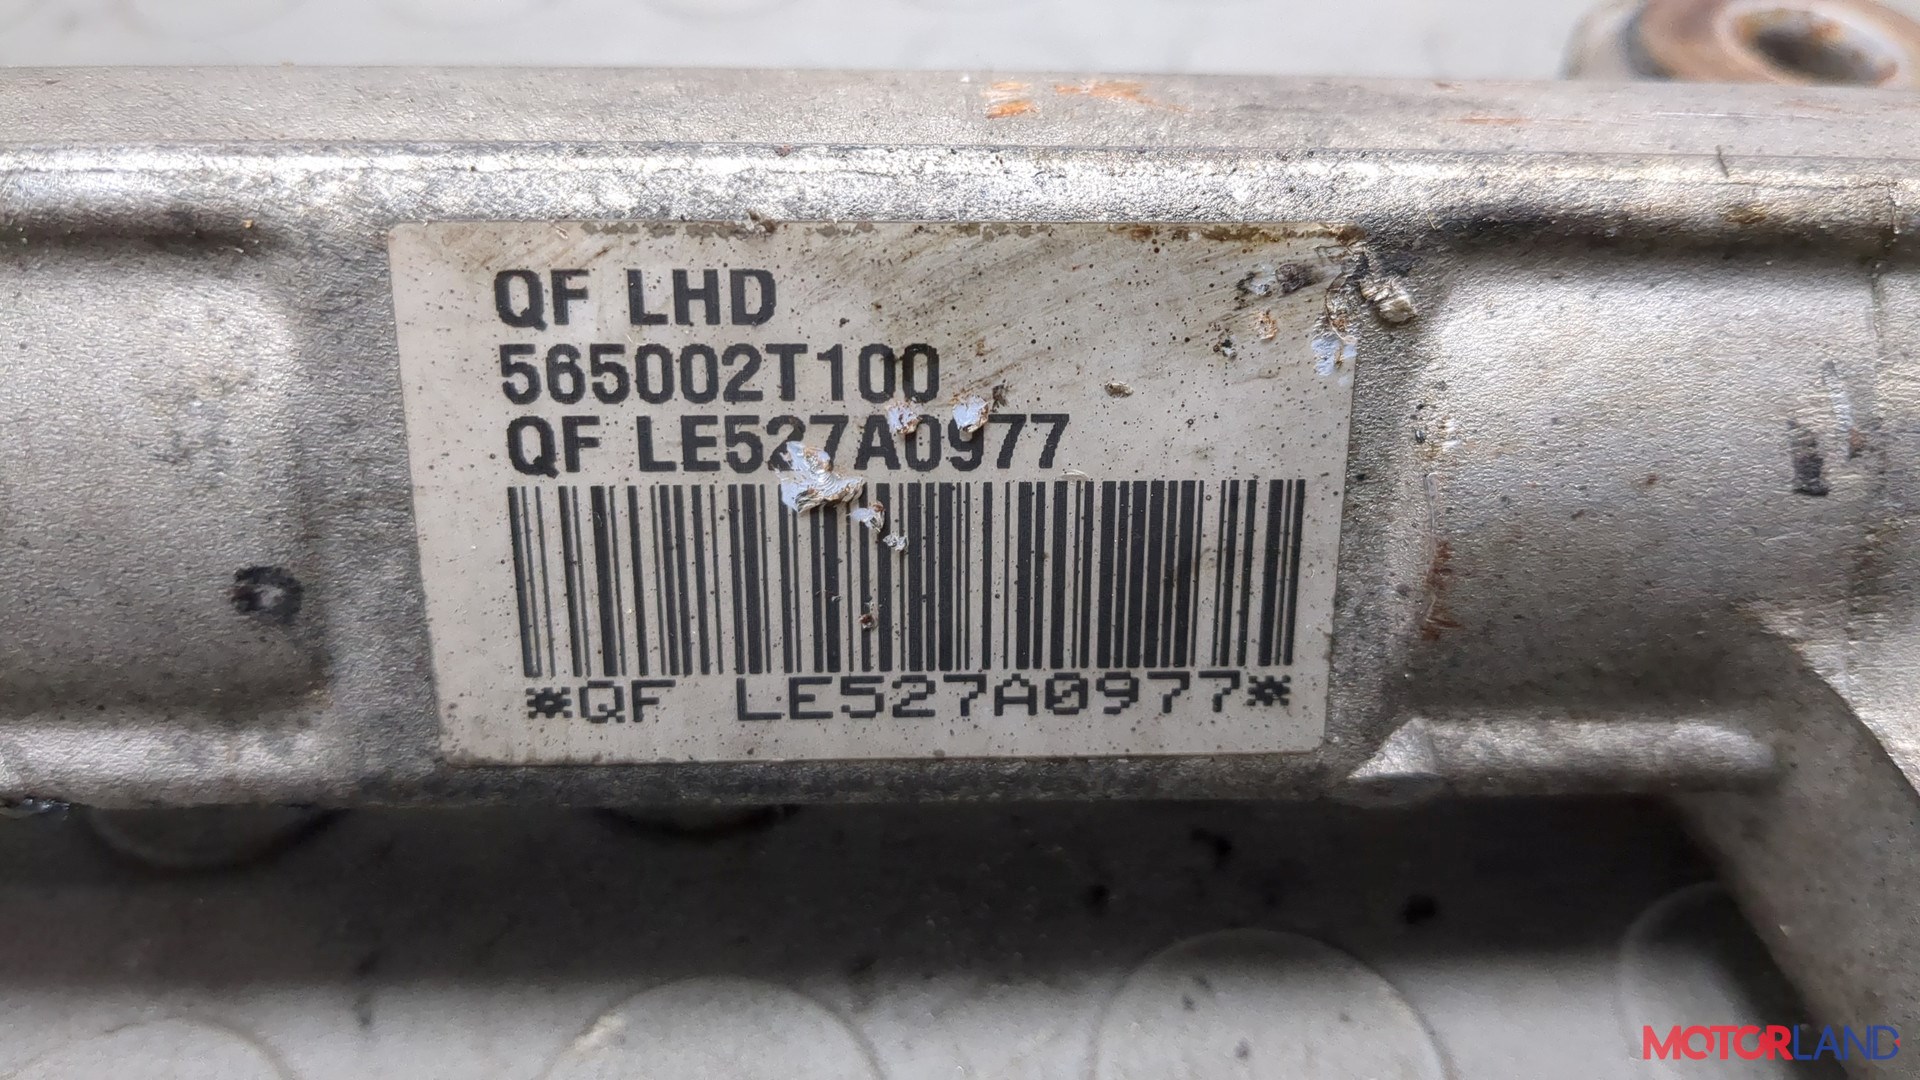 QF LHD
565002T100
QF LE527A0977
*QF LE527A0977*
MOTORLAND